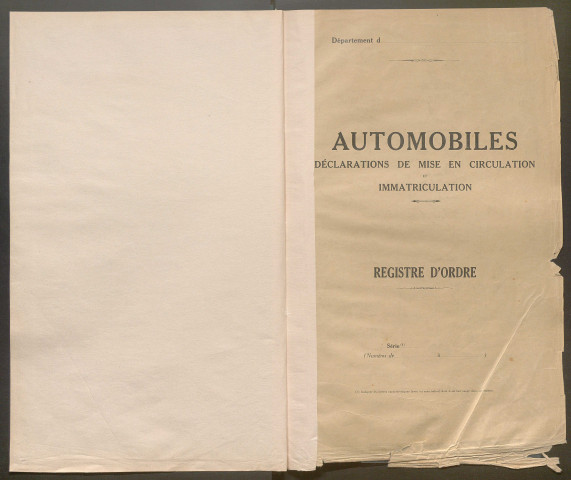 Département d
AUTOMOBILES
DÉCLARATIONS DE MISE EN CIRCULATION
ET
IMMATRICULATION
REGISTRE D'ORDRE
Série
(Numéros de à )